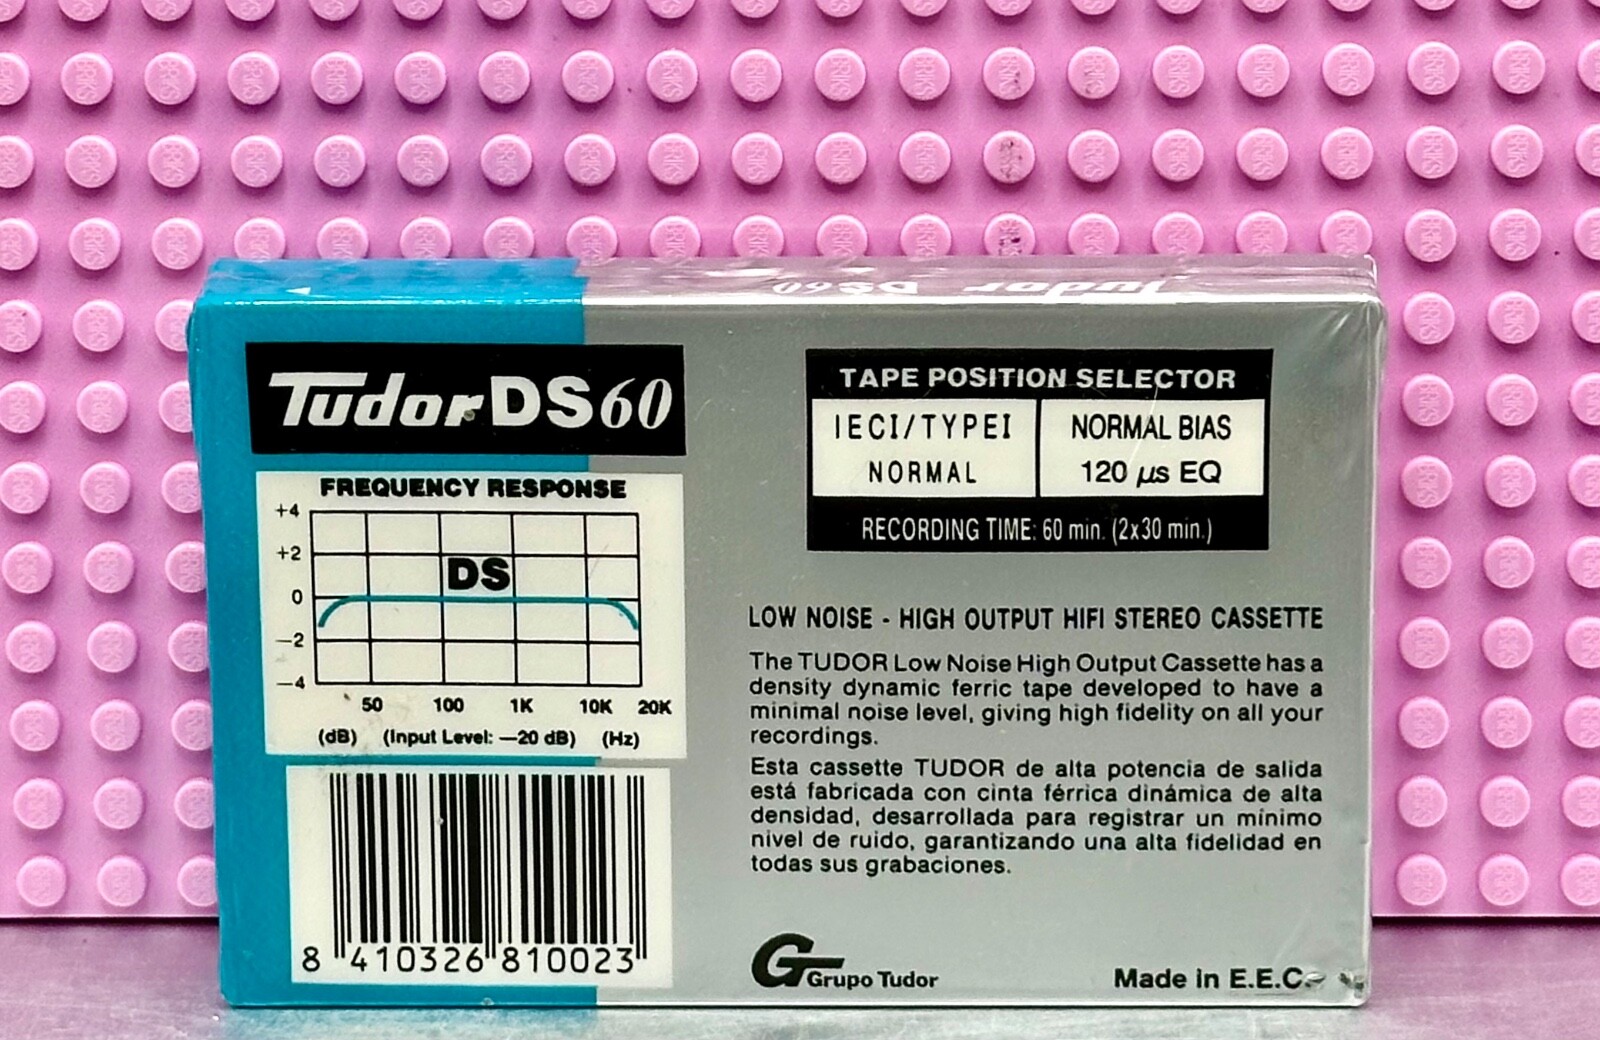 Tudor DS60
Tudor DS60
FREQUENCY RESPONSE
+4
+2
DS
0
−2
−4
50 100 1K 10K 20K
(dB) (Input Level: −20 dB) (Hz)
8 410326 810023
TAPE POSITION SELECTOR
IECI/TYPEI
NORMAL
NORMAL BIAS
120 µs EQ
RECORDING TIME: 60 min. (2x30 min.)
LOW NOISE - HIGH OUTPUT HIFI STEREO CASSETTE
The TUDOR Low Noise High Output Cassette has a
density dynamic ferric tape developed to have a
minimal noise level, giving high fidelity on all your
recordings.
Esta cassette TUDOR de alta potencia de salida
está fabricada con cinta férrica dinámica de alta
densidad, desarrollada para registrar un mínimo
nivel de ruido, garantizando una alta fidelidad en
todas sus grabaciones.
G Grupo Tudor
Made in E.E.C.